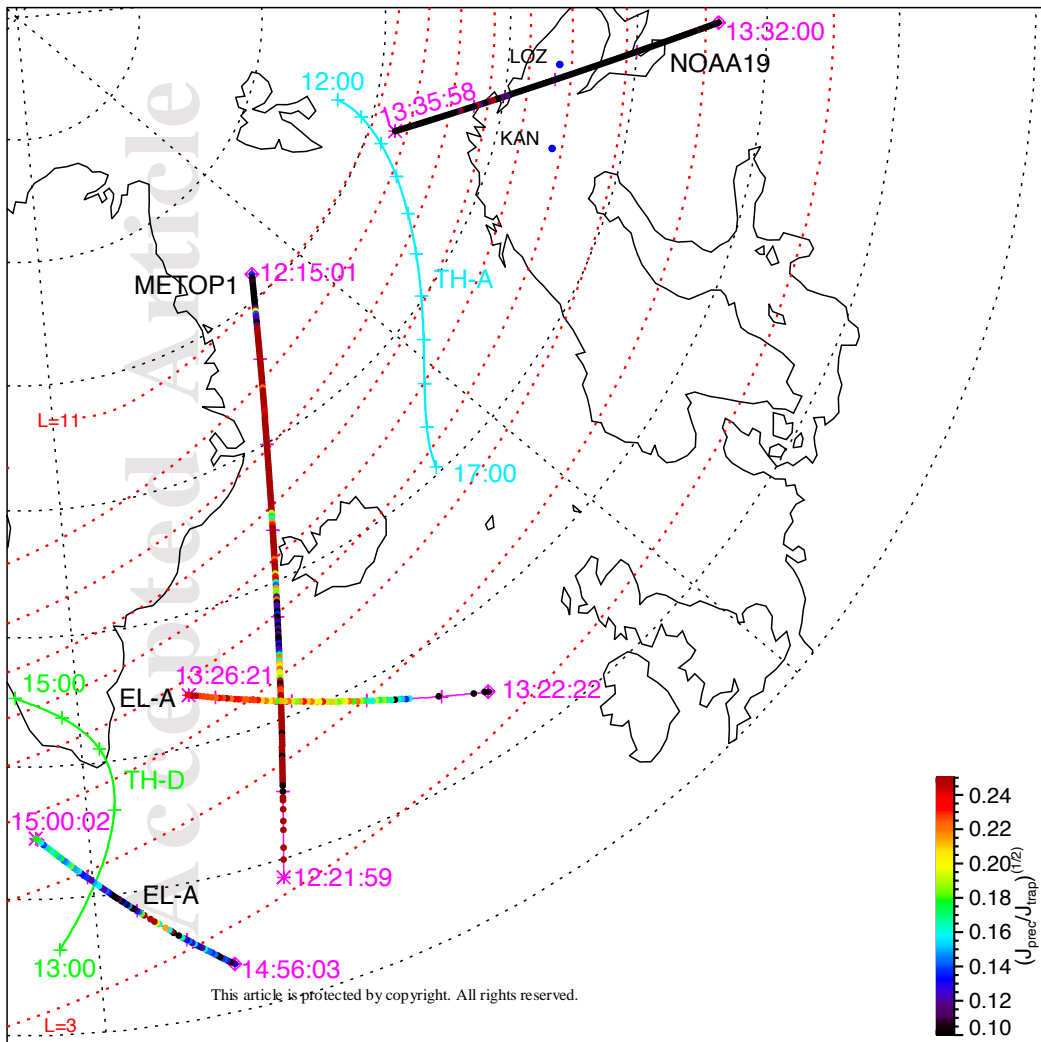 13:32:00
LOZ
NOAA19
12:00
13:35:58
KAN
METOP1
12:15:01
TH-A
L=11
17:00
13:26:21
15:00
EL-A
13:22:22
TH-D
15:00:02
12:21:59
EL-A
13:00
14:56:03
L=3
0.24
0.22
0.20
0.18
0.16
0.14
0.12
0.10
(Jprec/Jtrap)(1/2)
Accepted Article
This article is protected by copyright. All rights reserved.